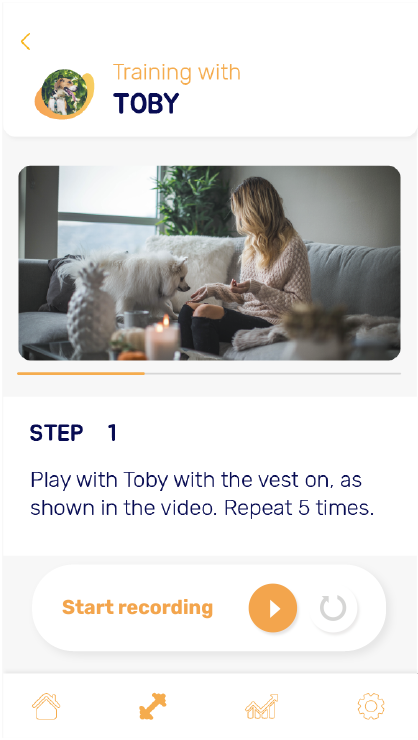 Training with
TOBY
STEP 1
Play with Toby with the vest on, as
shown in the video. Repeat 5 times.
Start recording